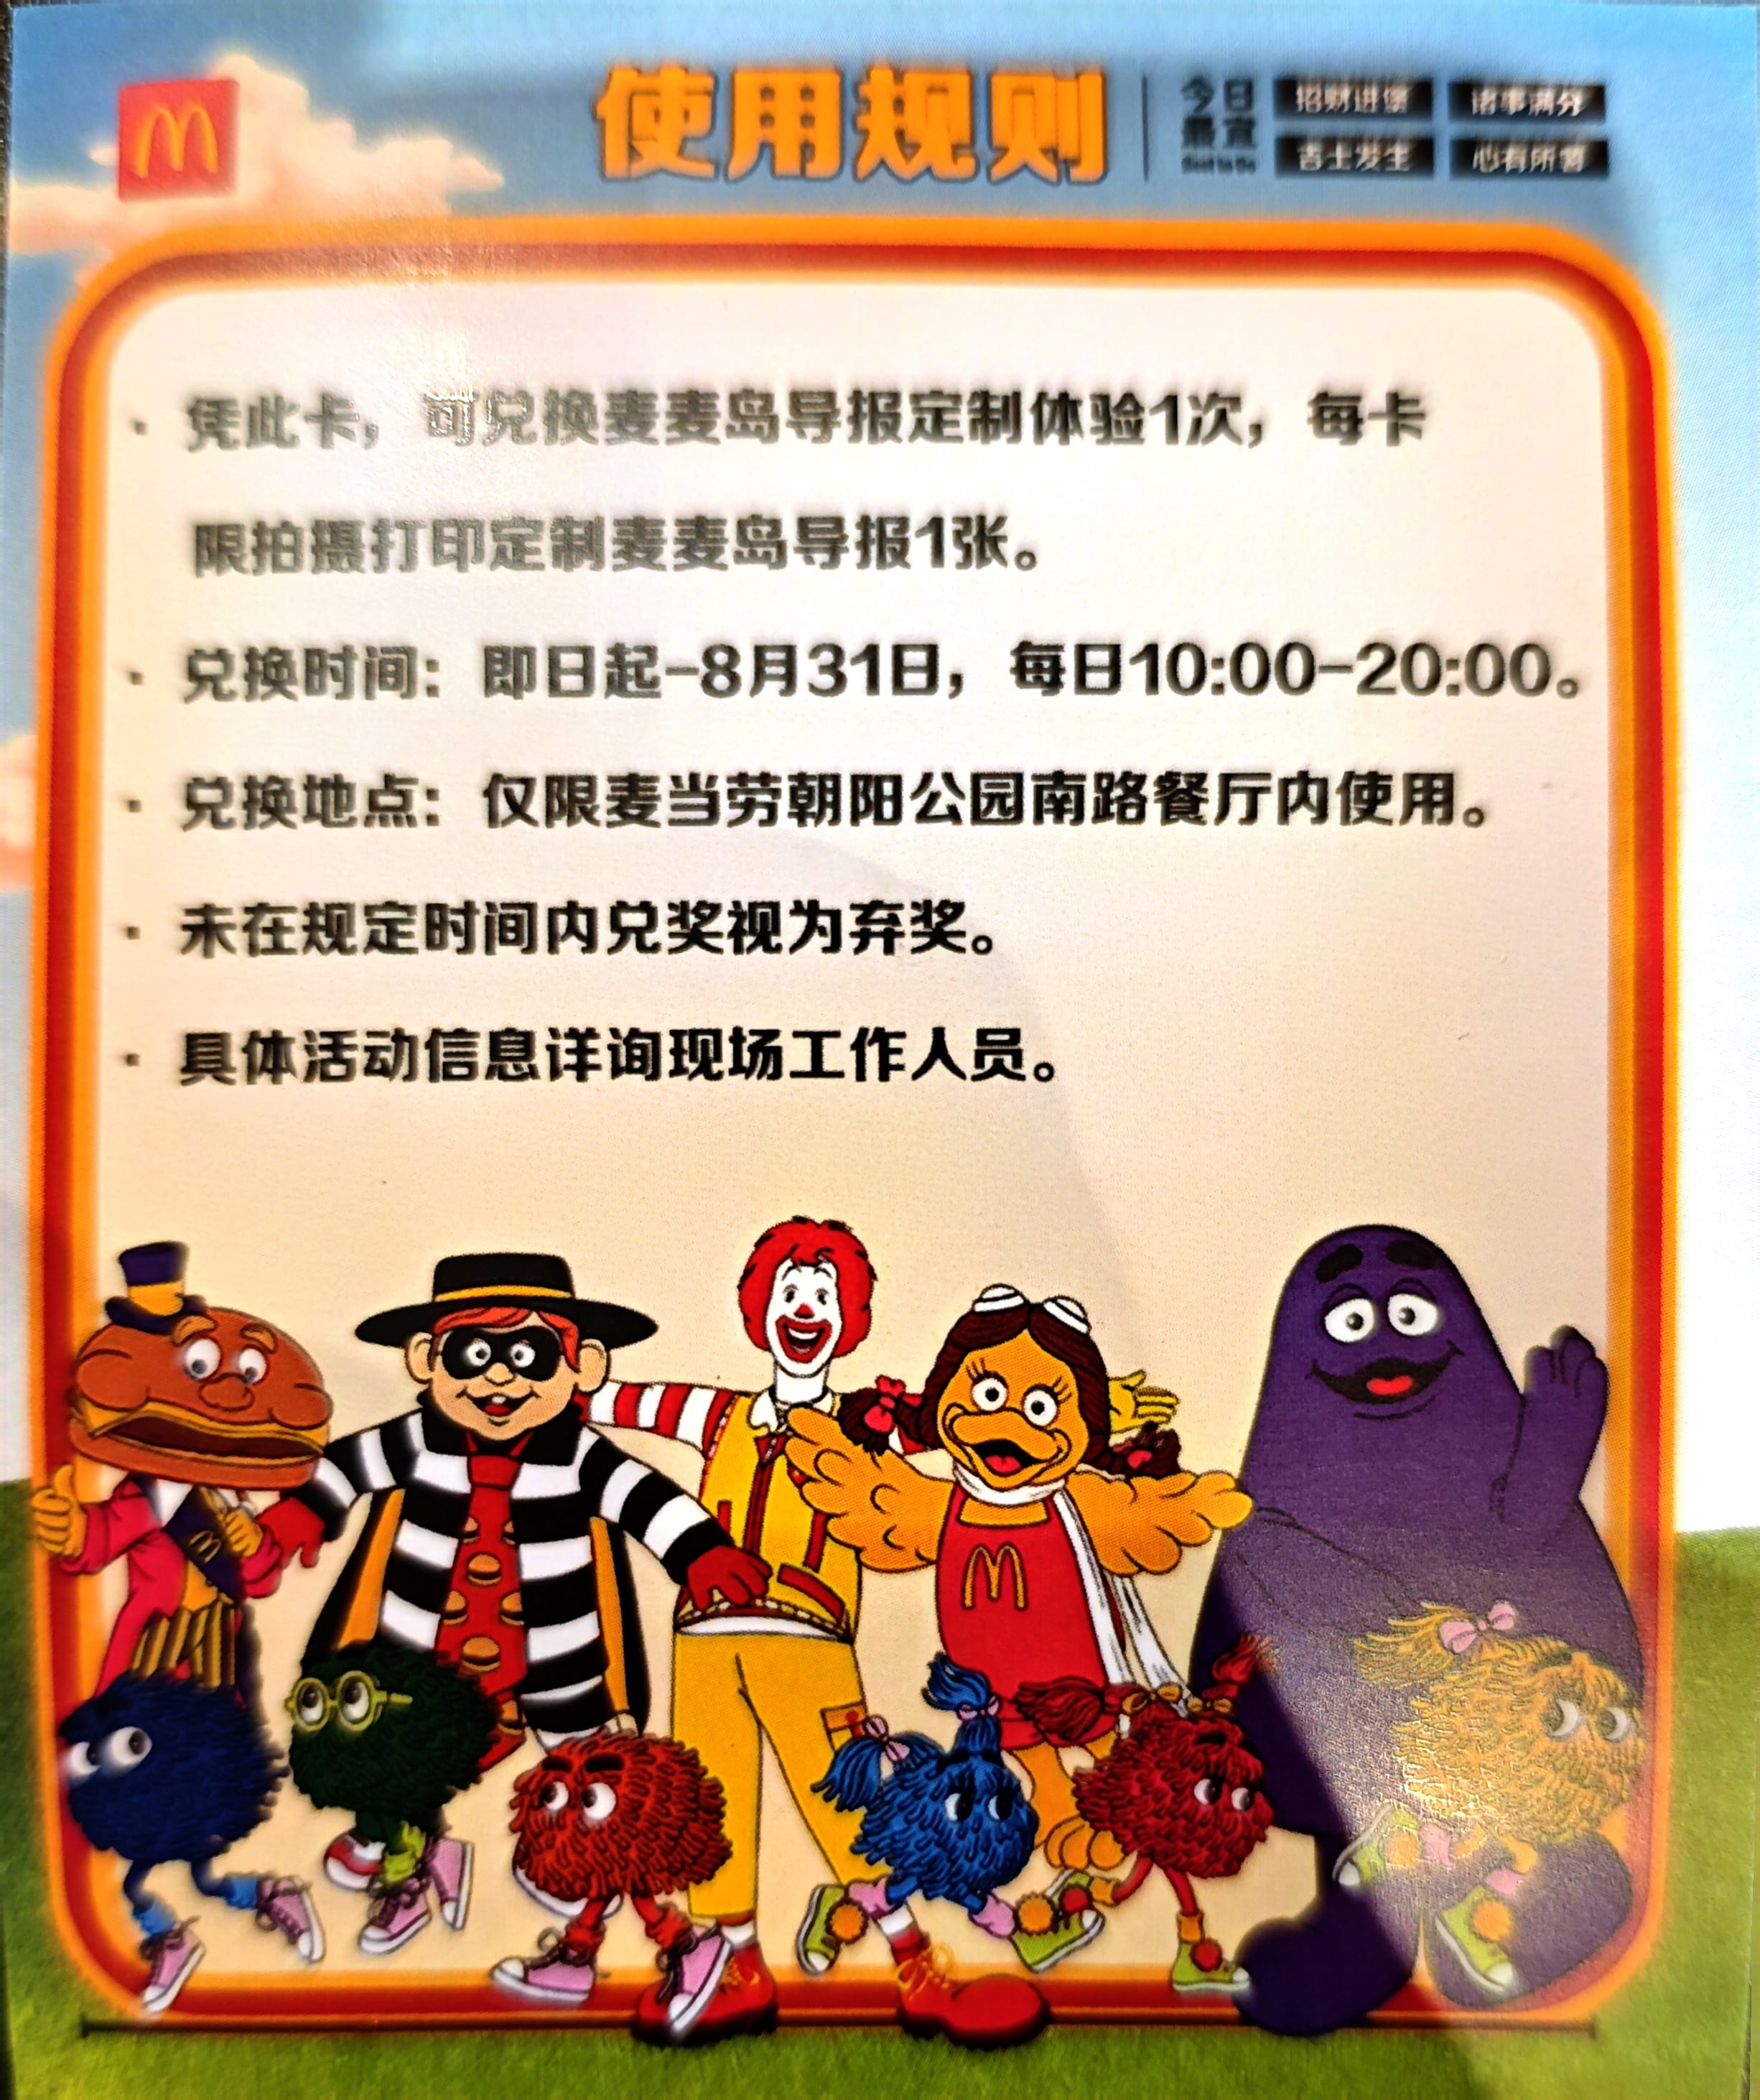 使用规则
今日
最宜
招财进堡
诸事满分
吉士发生
心有所薯
· 凭此卡，可兑换麦麦岛导报定制体验1次，每卡
限拍摄打印定制麦麦岛导报1张。
· 兑换时间：即日起-8月31日，每日10:00-20:00。
· 兑换地点：仅限麦当劳朝阳公园南路餐厅内使用。
· 未在规定时间内兑奖视为弃奖。
· 具体活动信息详询现场工作人员。